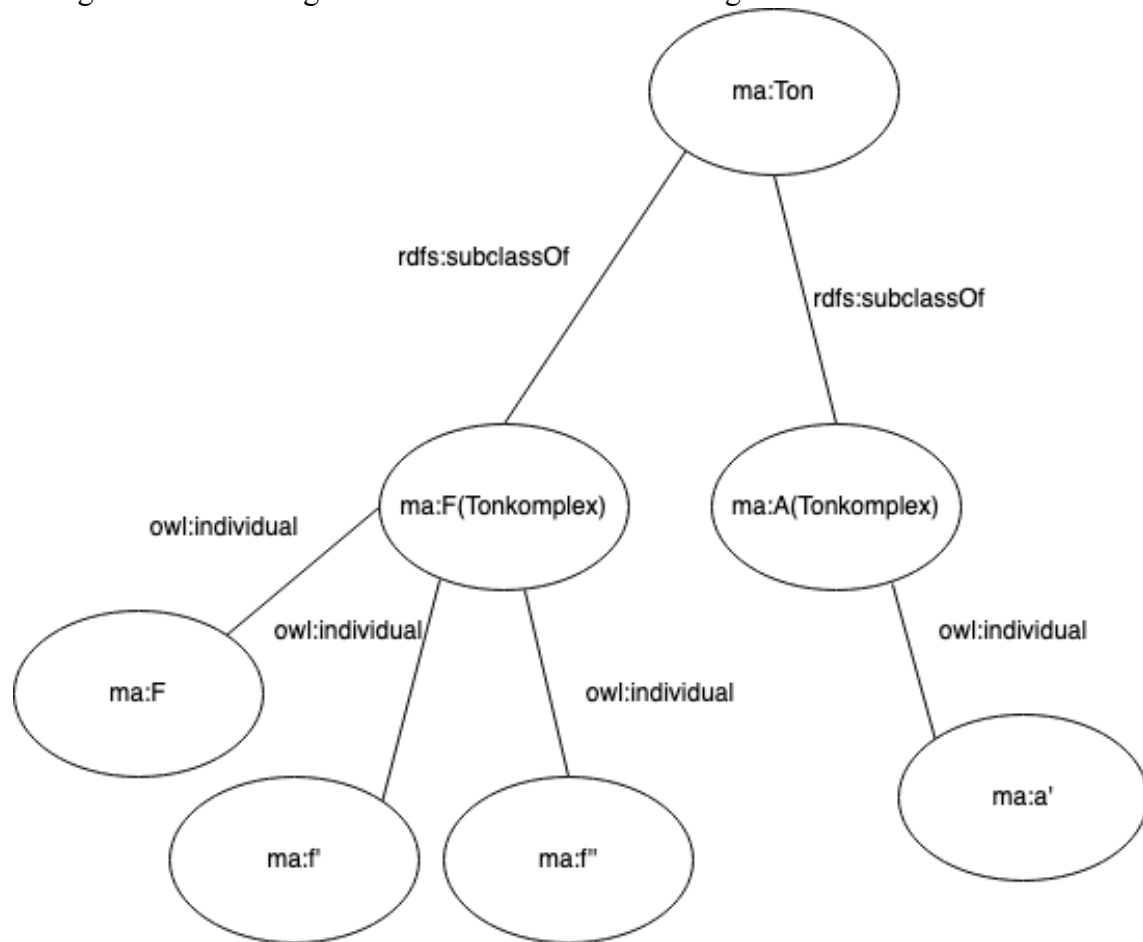 ma:Ton
rdfs:subclassOf
rdfs:subclassOf
ma:F(Tonkomplex)
ma:A(Tonkomplex)
owl:individual
owl:individual
owl:individual
owl:individual
ma:F
ma:a'
ma:f'
ma:f"